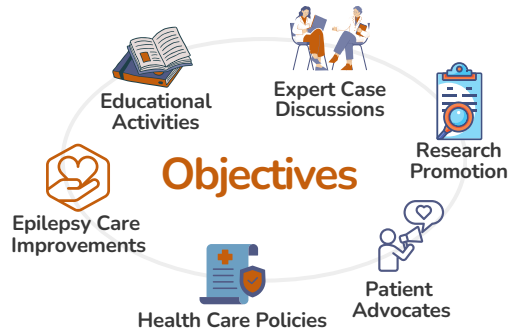 Expert Case
Discussions
Educational
Activities
Research
Promotion
Objectives
Epilepsy Care
Improvements
Patient
Advocates
Health Care Policies